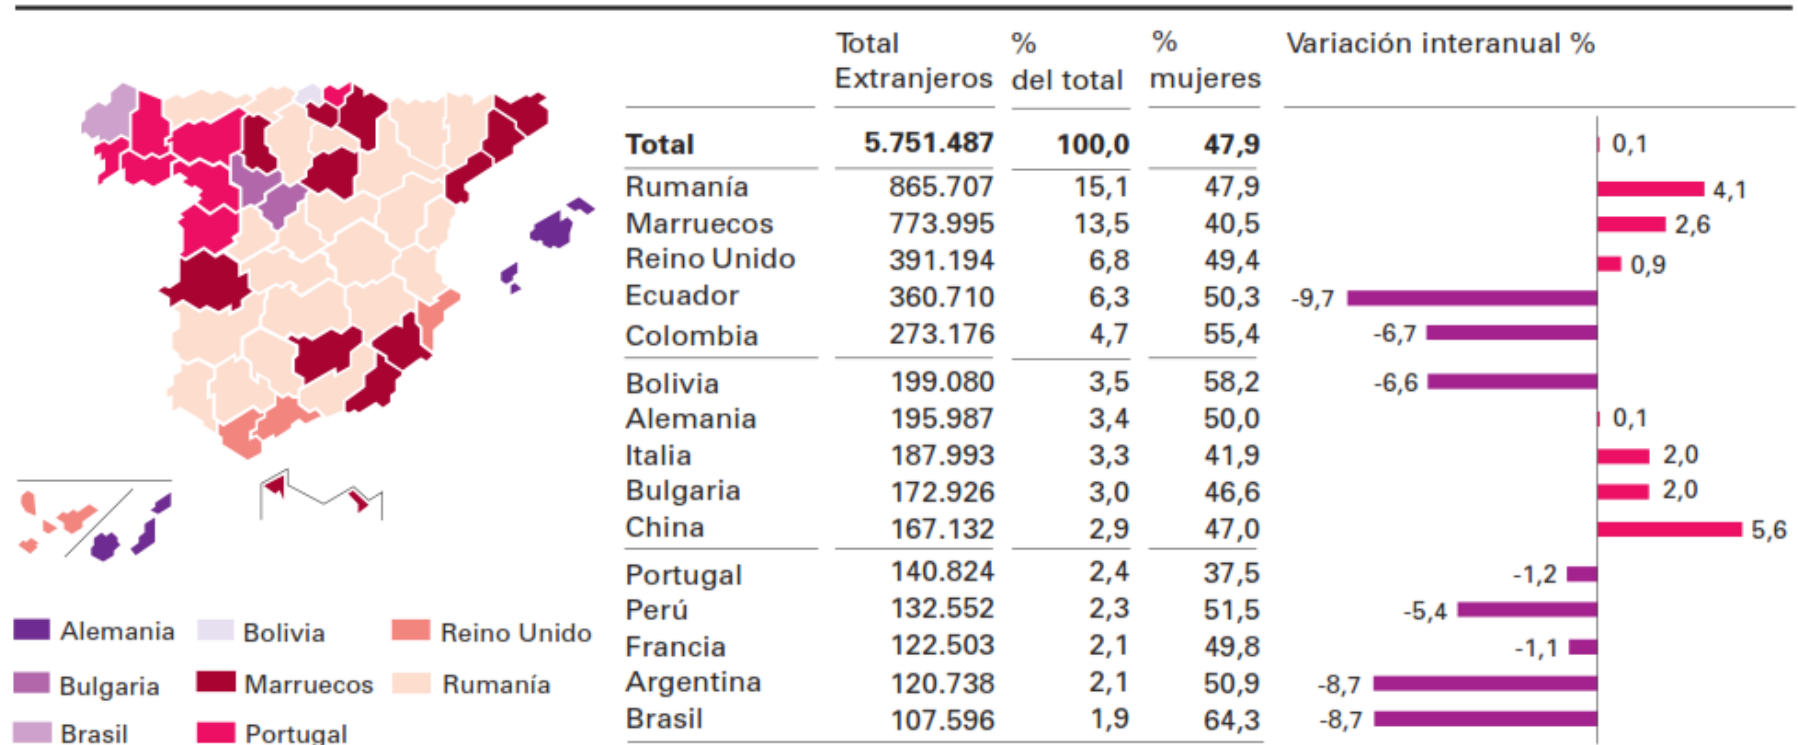 Total % % Variación interanual %
Extranjeros del total mujeres
Total 5.751.487 100,0 47,9 0,1
Rumanía 865.707 15,1 47,9 4,1
Marruecos 773.995 13,5 40,5 2,6
Reino Unido 391.194 6,8 49,4 0,9
Ecuador 360.710 6,3 50,3 -9,7
Colombia 273.176 4,7 55,4 -6,7
Bolivia 199.080 3,5 58,2 -6,6
Alemania 195.987 3,4 50,0 0,1
Italia 187.993 3,3 41,9 2,0
Bulgaria 172.926 3,0 46,6 2,0
China 167.132 2,9 47,0 5,6
Portugal 140.824 2,4 37,5 -1,2
Perú 132.552 2,3 51,5 -5,4
Francia 122.503 2,1 49,8 -1,1
Argentina 120.738 2,1 50,9 -8,7
Brasil 107.596 1,9 64,3 -8,7
Alemania Bolivia Reino Unido
Bulgaria Marruecos Rumanía
Brasil Portugal